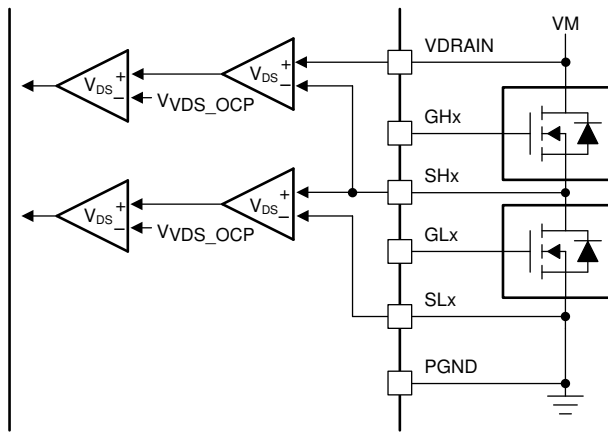 VM
VDRAIN
+
VDS
−
+
VDS
−
VVDS_OCP
GHx
SHx
+
VDS
−
+
VDS
−
VVDS_OCP
GLx
SLx
PGND